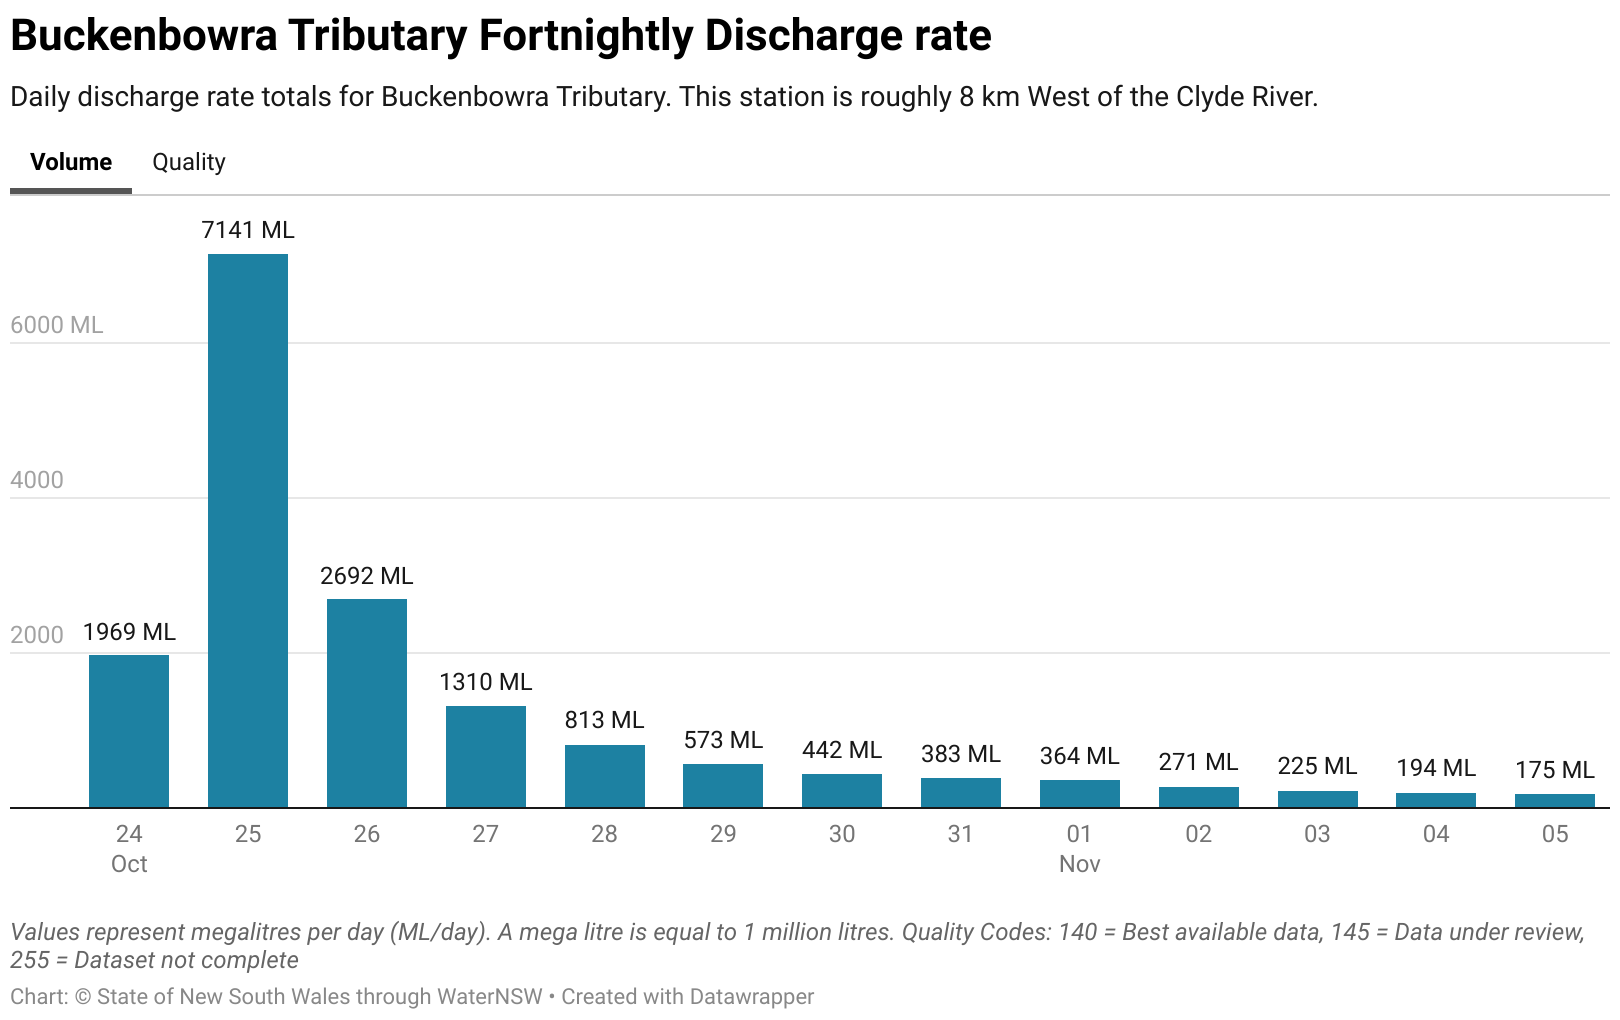 Buckenbowra Tributary Fortnightly Discharge rate
Daily discharge rate totals for Buckenbowra Tributary. This station is roughly 8 km West of the Clyde River.
Volume Quality
7141 ML
6000 ML
4000
2692 ML
2000 1969 ML
1310 ML
813 ML
573 ML
442 ML
383 ML
364 ML
271 ML
225 ML
194 ML
175 ML
24 25 26 27 28 29 30 31 01 02 03 04 05
Oct Nov
Values represent megalitres per day (ML/day). A mega litre is equal to 1 million litres. Quality Codes: 140 = Best available data, 145 = Data under review,
255 = Dataset not complete
Chart: © State of New South Wales through WaterNSW • Created with Datawrapper